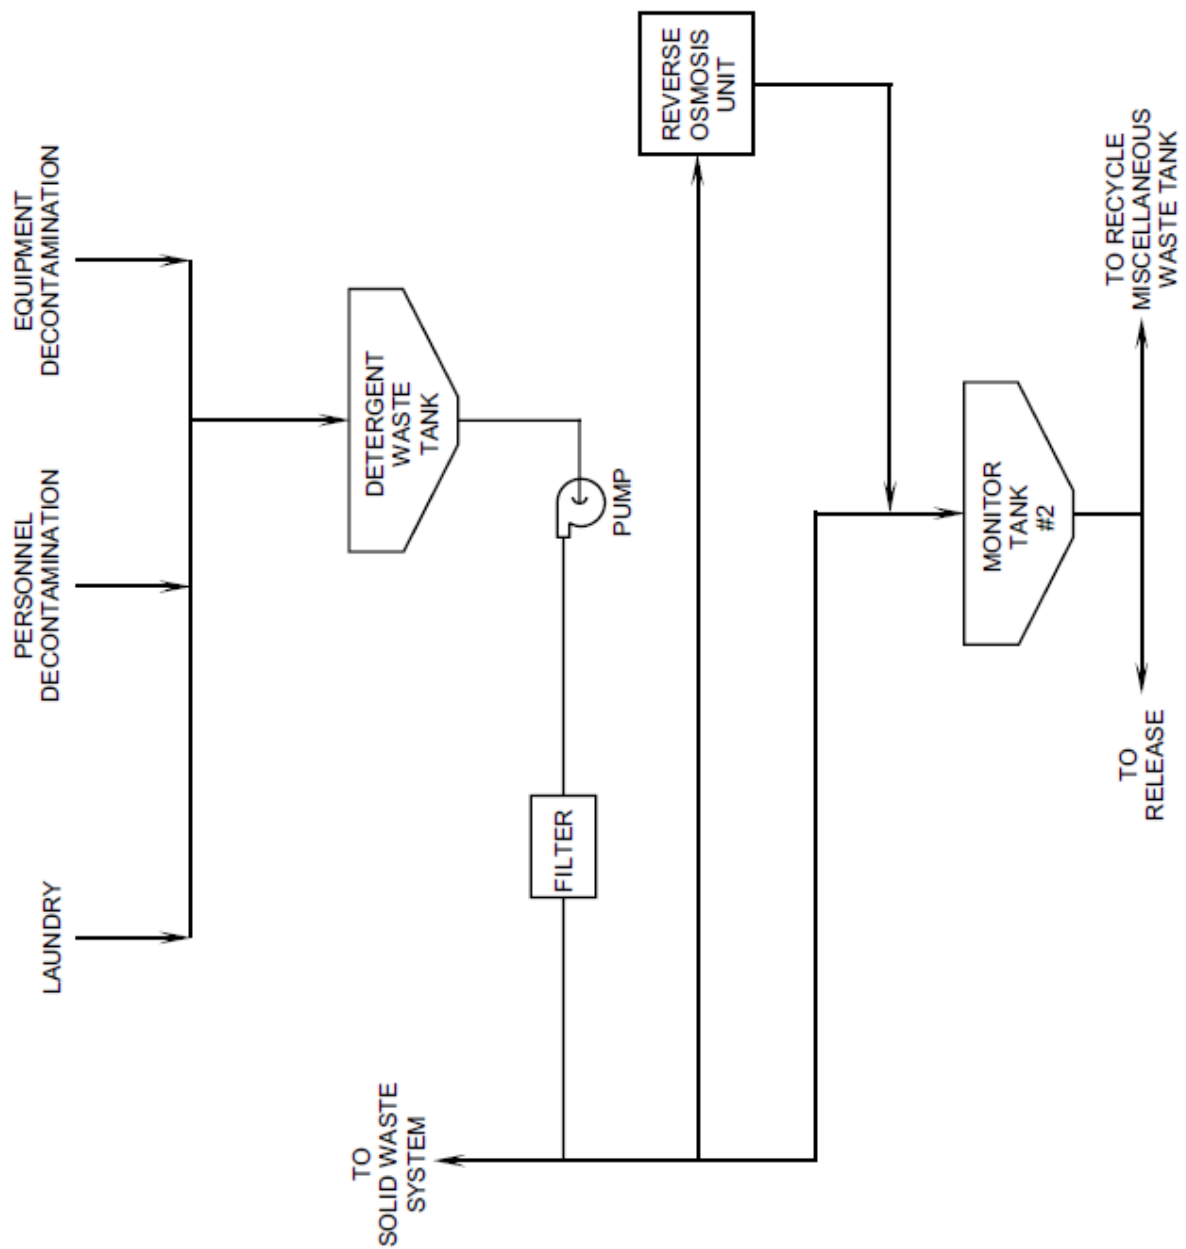 LAUNDRY
PERSONNEL
DECONTAMINATION
EQUIPMENT
DECONTAMINATION
DETERGENT
WASTE
TANK
PUMP
FILTER
TO
SOLID WASTE
SYSTEM
REVERSE
OSMOSIS
UNIT
MONITOR
TANK
#2
TO
RELEASE
TO RECYCLE
MISCELLANEOUS
WASTE TANK